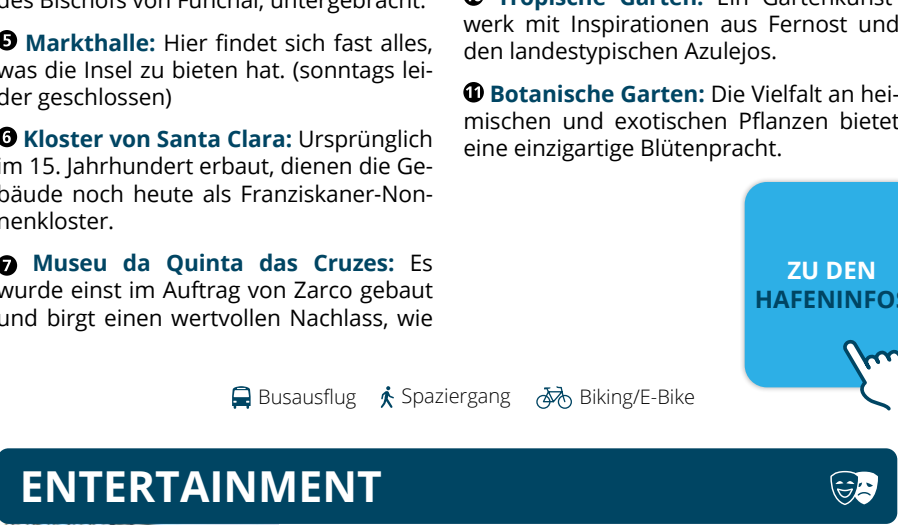 des Bischofs von Funchal, untergebracht.
❺ Markthalle: Hier findet sich fast alles,
was die Insel zu bieten hat. (sonntags lei-
der geschlossen)
❻ Kloster von Santa Clara: Ursprünglich
im 15. Jahrhundert erbaut, dienen die Ge-
bäude noch heute als Franziskaner-Non-
nenkloster.
❼ Museu da Quinta das Cruzes: Es
wurde einst im Auftrag von Zarco gebaut
und birgt einen wertvollen Nachlass, wie
❿ Tropische Garten: Ein Gartenkunst-
werk mit Inspirationen aus Fernost und
den landestypischen Azulejos.
⓫ Botanische Garten: Die Vielfalt an hei-
mischen und exotischen Pflanzen bietet
eine einzigartige Blütenpracht.
ZU DEN
HAFENINFOS
Busausflug Spaziergang Biking/E-Bike
ENTERTAINMENT